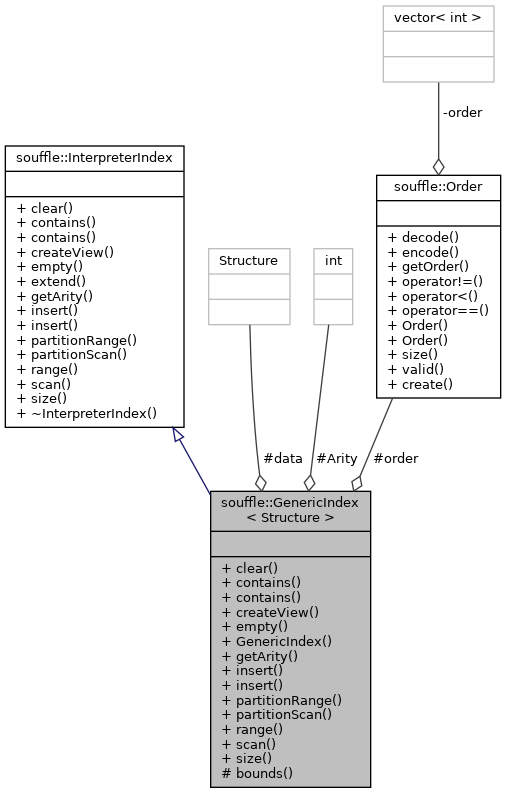 vector< int >
-order
souffle::InterpreterIndex
+ clear()
+ contains()
+ contains()
+ createView()
+ empty()
+ extend()
+ getArity()
+ insert()
+ insert()
+ partitionRange()
+ partitionScan()
+ range()
+ scan()
+ size()
+ ~InterpreterIndex()
Structure
int
souffle::Order
+ decode()
+ encode()
+ getOrder()
+ operator!=()
+ operator<()
+ operator==()
+ Order()
+ Order()
+ size()
+ valid()
+ create()
#data
#Arity
#order
souffle::GenericIndex
< Structure >
+ clear()
+ contains()
+ contains()
+ createView()
+ empty()
+ GenericIndex()
+ getArity()
+ insert()
+ insert()
+ partitionRange()
+ partitionScan()
+ range()
+ scan()
+ size()
# bounds()